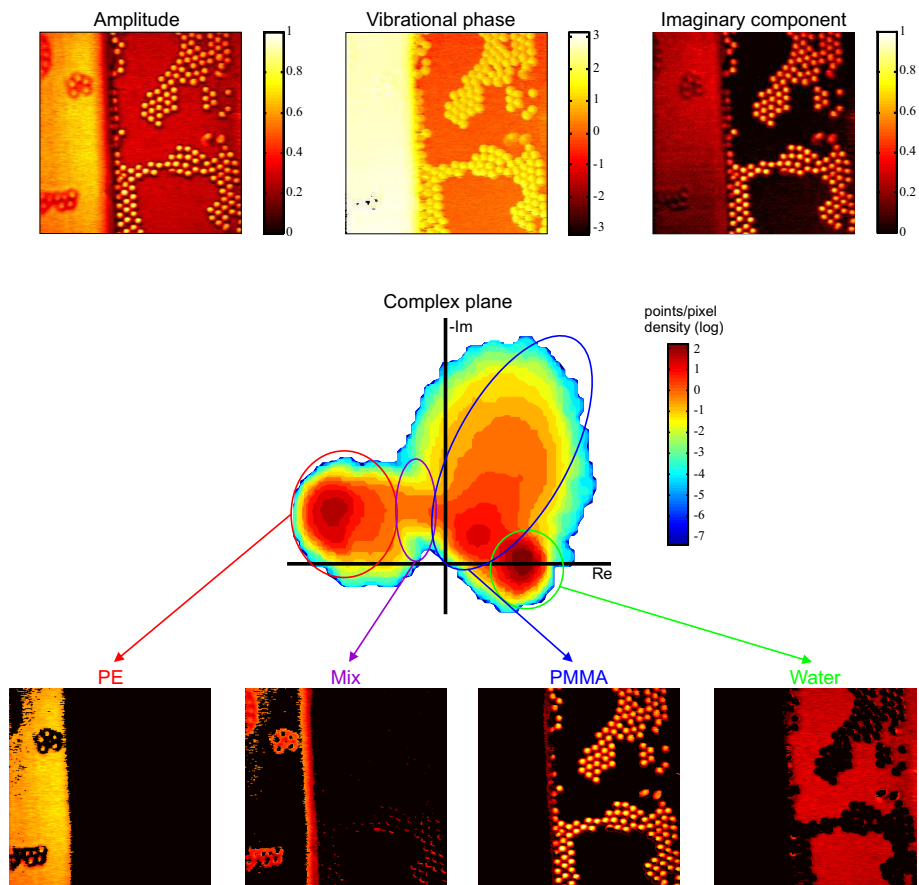 Amplitude
Vibrational phase
Imaginary component
1
0.8
0.6
0.4
0.2
0
3
2
1
0
-1
-2
-3
1
0.8
0.6
0.4
0.2
0
Complex plane
-Im
Re
points/pixel
density (log)
2
1
0
-1
-2
-3
-4
-5
-6
-7
PE
Mix
PMMA
Water